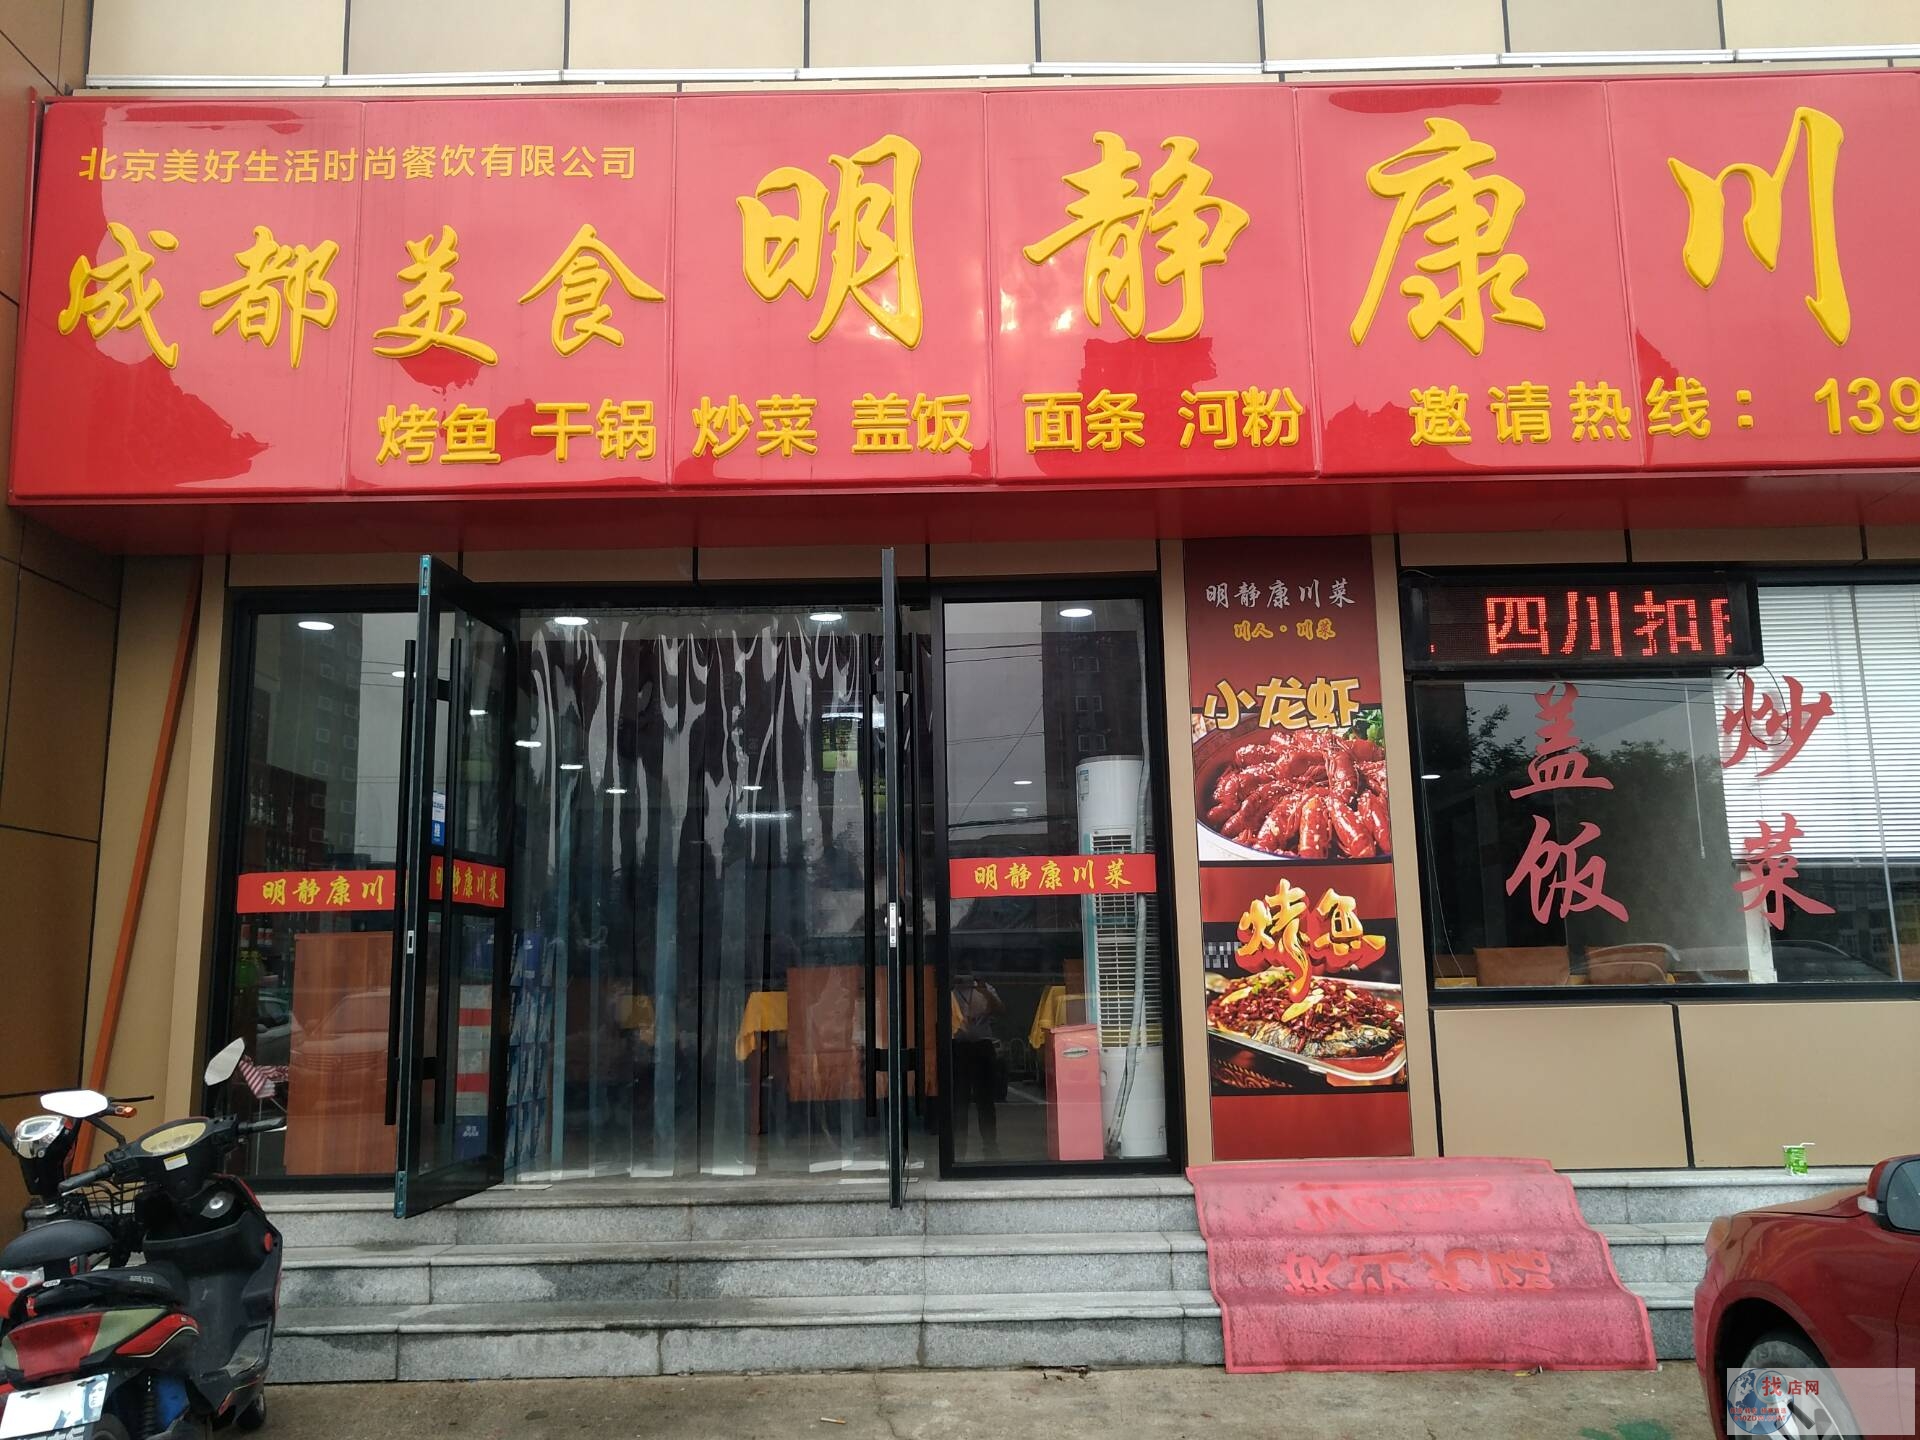 北京美好生活时尚餐饮有限公司
成都美食 明静康川
烤鱼 干锅 炒菜 盖饭 面条 河粉 邀请热线：139
明静康川菜
川人·川菜
小龙虾
烤鱼
四川扣
盖饭
炒菜
明静康川
明静康川菜
明静康川菜
找店网